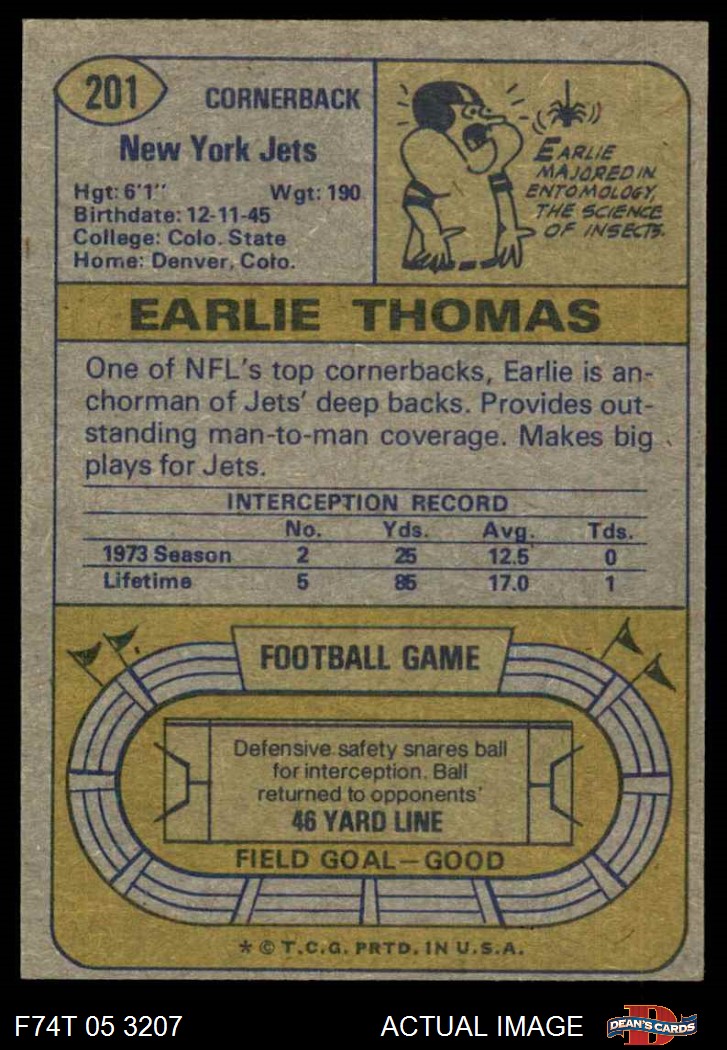 201
CORNERBACK
New York Jets
Hgt: 6'1" Wgt: 190
Birthdate: 12-11-45
College: Colo. State
Home: Denver, Colo.
EARLIE
MAJORED IN
ENTOMOLOGY,
THE SCIENCE
OF INSECTS.
EARLIE THOMAS
One of NFL's top cornerbacks, Earlie is an-
chorman of Jets' deep backs. Provides out-
standing man-to-man coverage. Makes big
plays for Jets.
INTERCEPTION RECORD
No. Yds. Avg. Tds.
1973 Season 2 25 12.5 0
Lifetime 5 85 17.0 1
FOOTBALL GAME
Defensive safety snares ball
for interception. Ball
returned to opponents'
46 YARD LINE
FIELD GOAL—GOOD
* © T.C.G. PRTD. IN U.S.A.
F74T 05 3207 ACTUAL IMAGE
D
DEAN'S CARDS